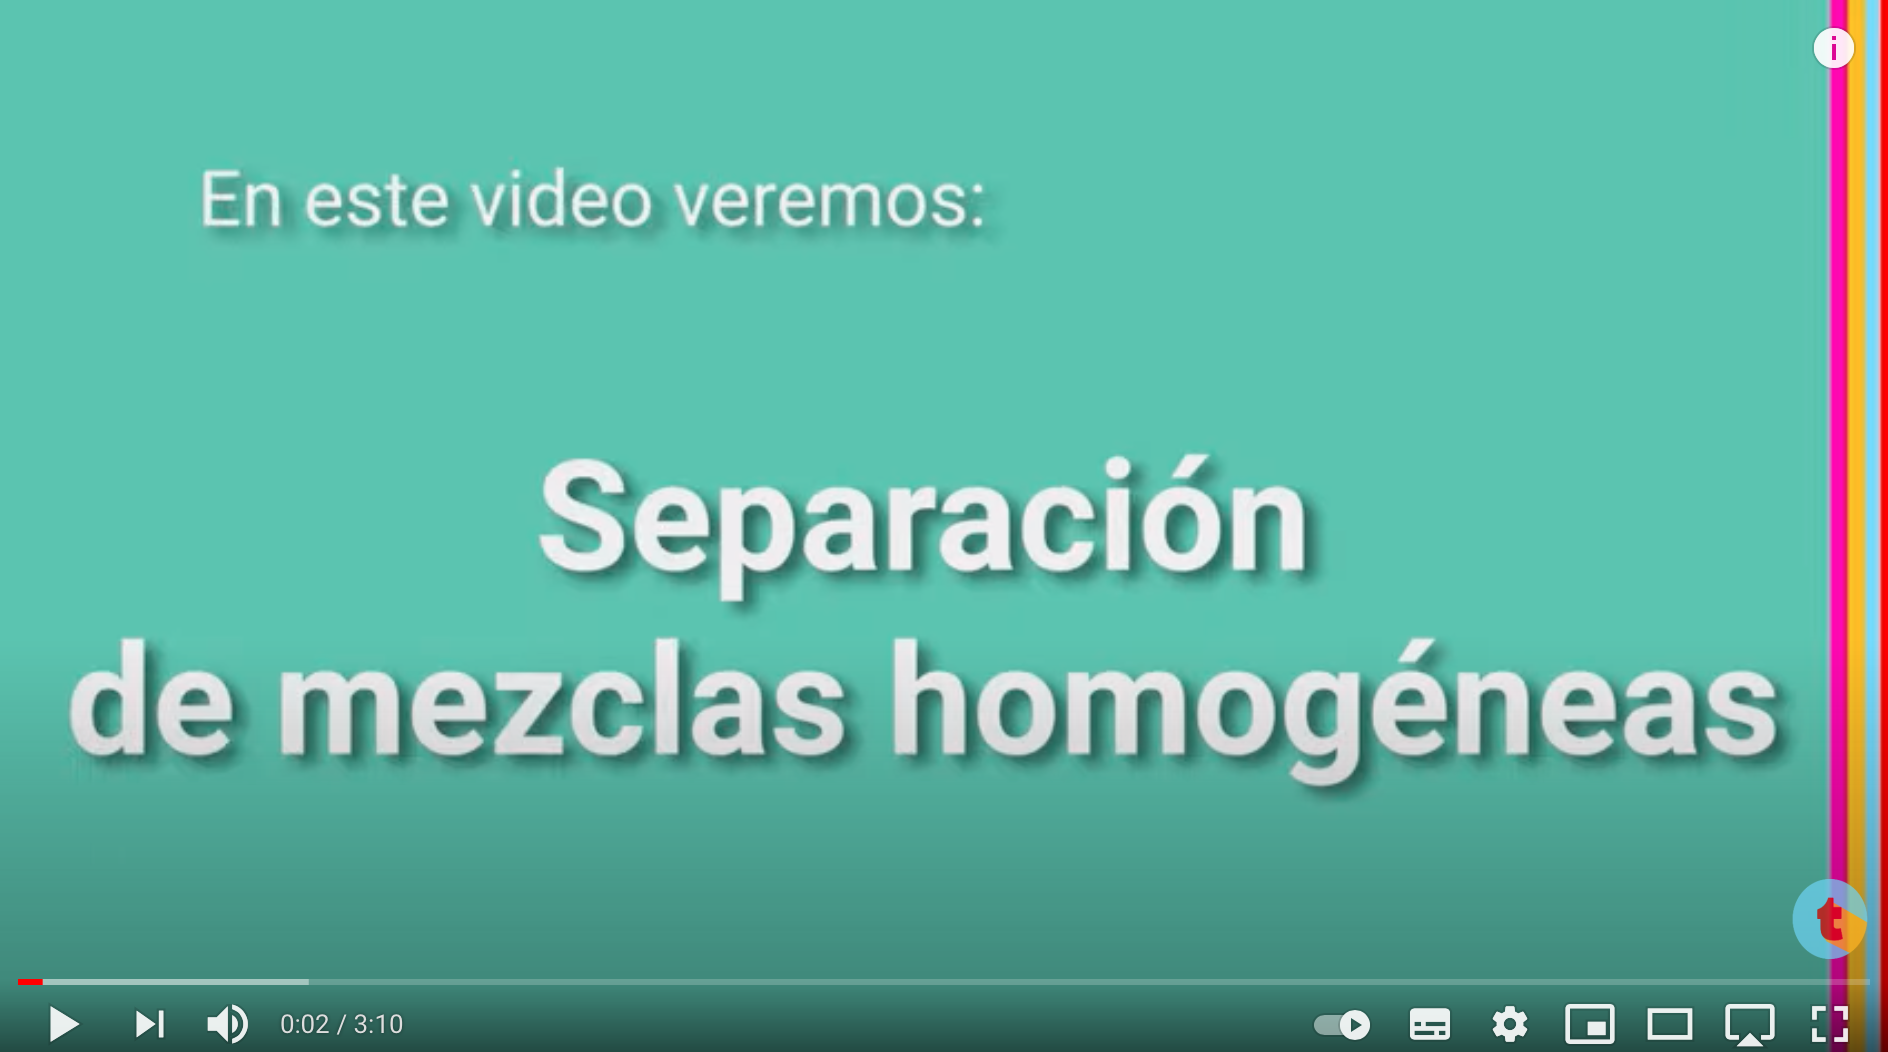 i
En este video veremos:
Separación
de mezclas homogéneas
t
0:02 / 3:10